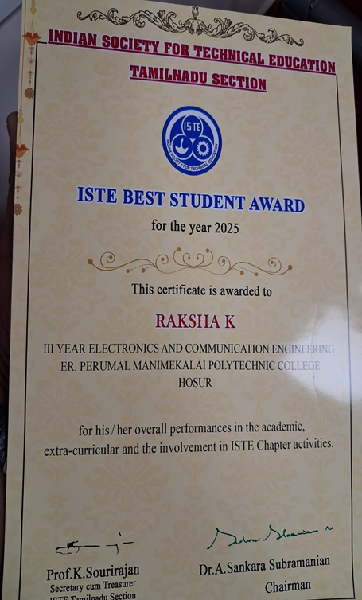 INDIAN SOCIETY FOR TECHNICAL EDUCATION
TAMILNADU SECTION
ISTE
ISTE BEST STUDENT AWARD
for the year 2025
This certificate is awarded to
RAKSHA K
III YEAR ELECTRONICS AND COMMUNICATION ENGINEERING
ER. PERUMAL MANIMEKALAI POLYTECHNIC COLLEGE
HOSUR
for his/her overall performances in the academic,
extra-curricular and the involvement in ISTE Chapter activities.
Prof.K.Sourirajan
Secretary cum Treasurer
ISTE Tamilnadu Section
Dr.A.Sankara Subramanian
Chairman